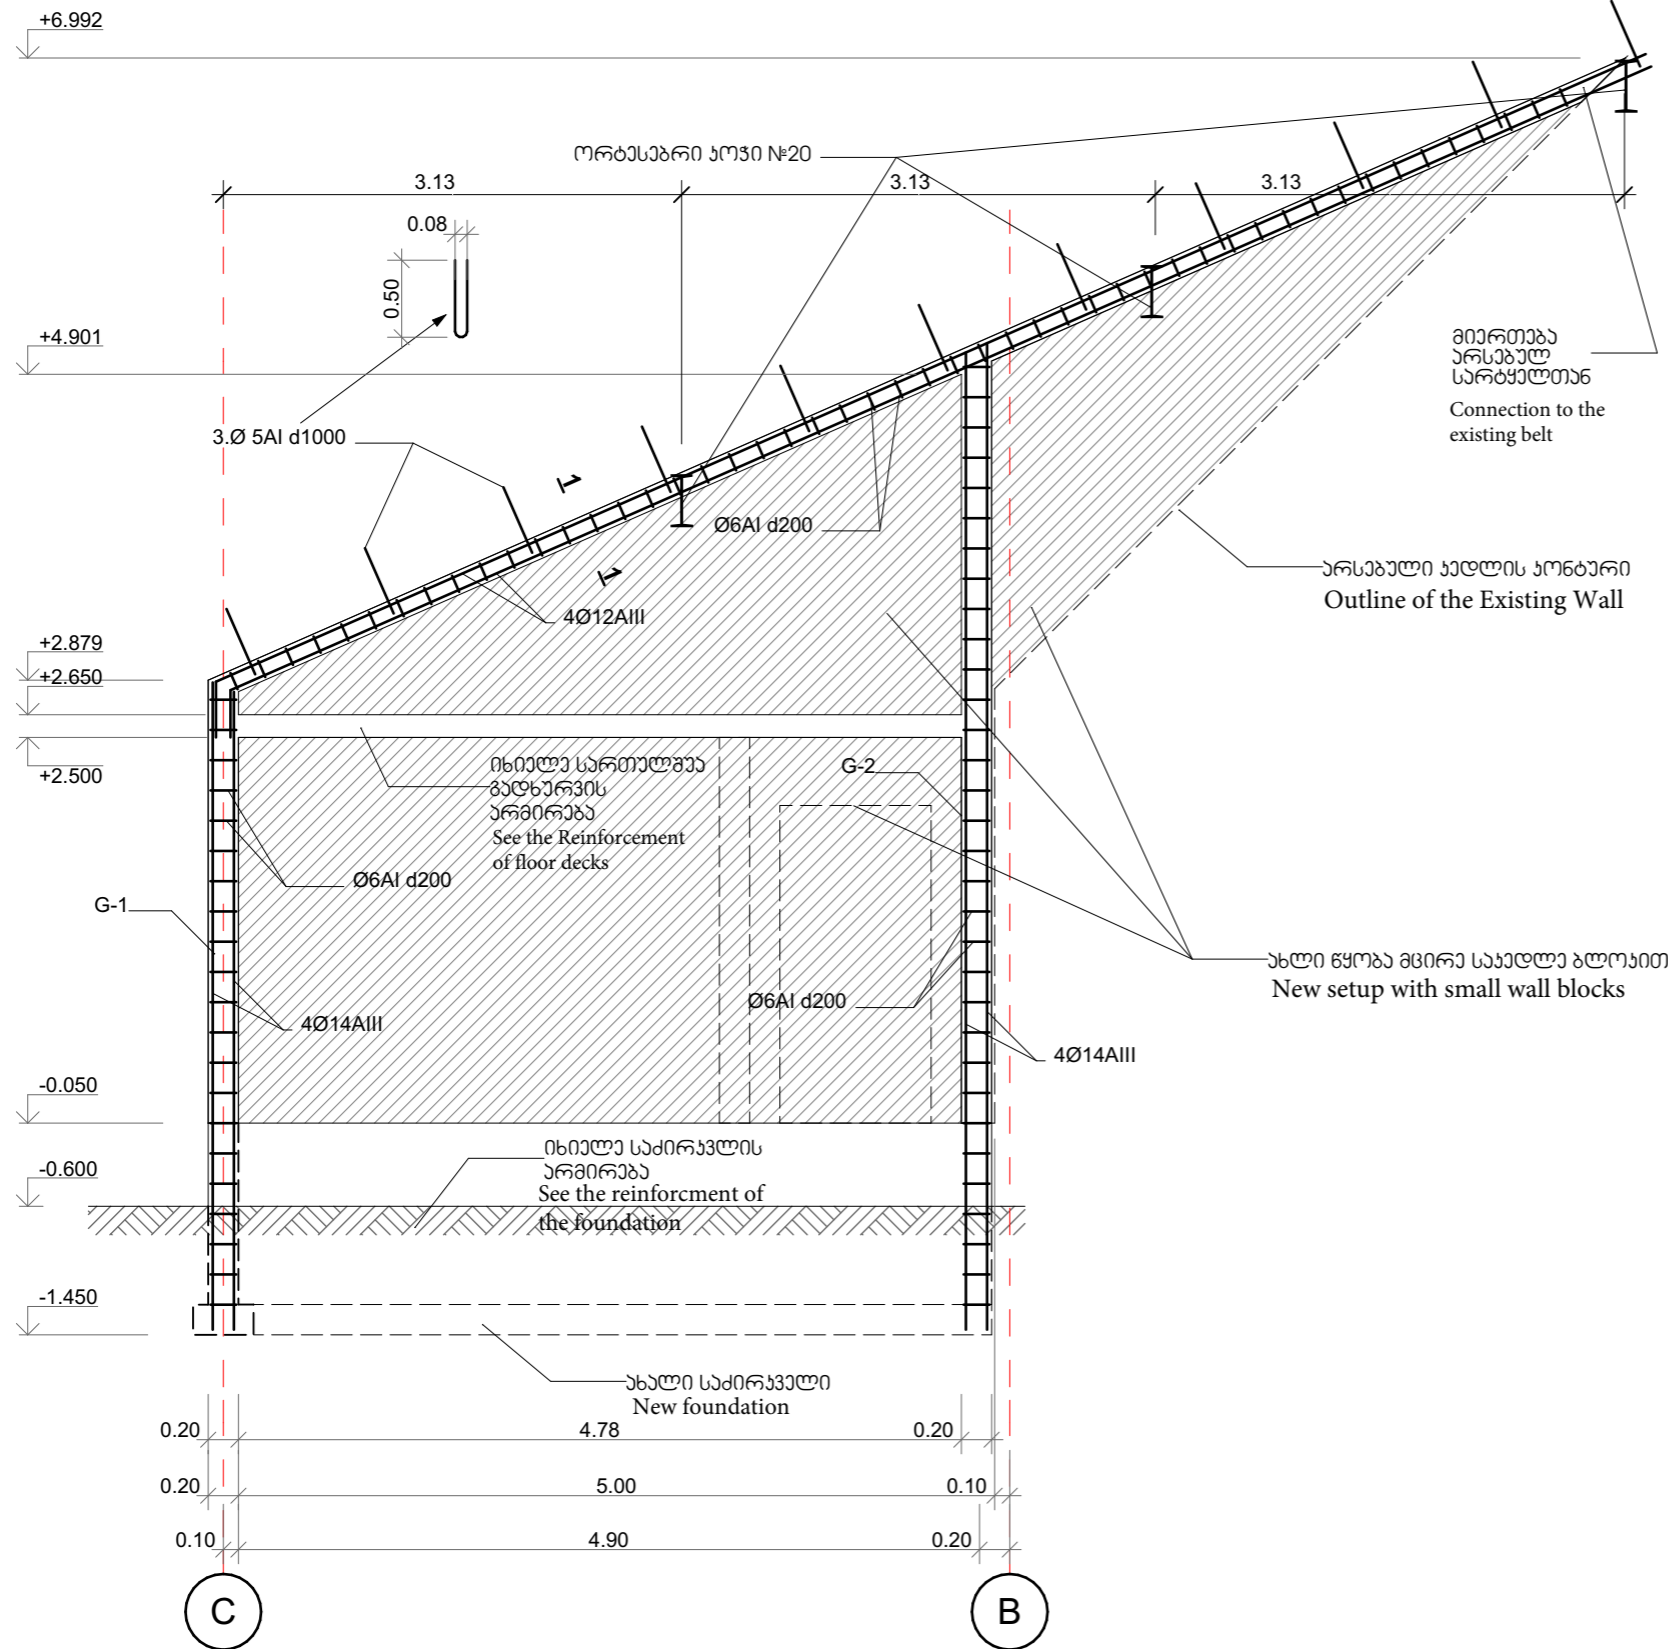 +6.992
ორტესებრი კოჭი №20
3.13
3.13
3.13
0.08
0.50
+4.901
მიერთება
არსებულ
სარტყელთან
Connection to the
existing belt
3.Ø 5AI d1000
1
Ø6AI d200
1
არსებული კედლის კონტური
Outline of the Existing Wall
4Ø12AIII
+2.879
+2.650
+2.500
იხილე სართულშუა
გადხურვის
არმირება
See the Reinforcement
of floor decks
G-2
Ø6AI d200
G-1
ახლი წყობა მცირე საკედლე ბლოკით
New setup with small wall blocks
Ø6AI d200
4Ø14AIII
4Ø14AIII
-0.050
იხილე საძირკვლის
არმირება
See the reinforcment of
the foundation
-0.600
-1.450
ახალი საძირკველი
New foundation
0.20
4.78
0.20
0.20
5.00
0.10
0.10
4.90
0.20
C
B